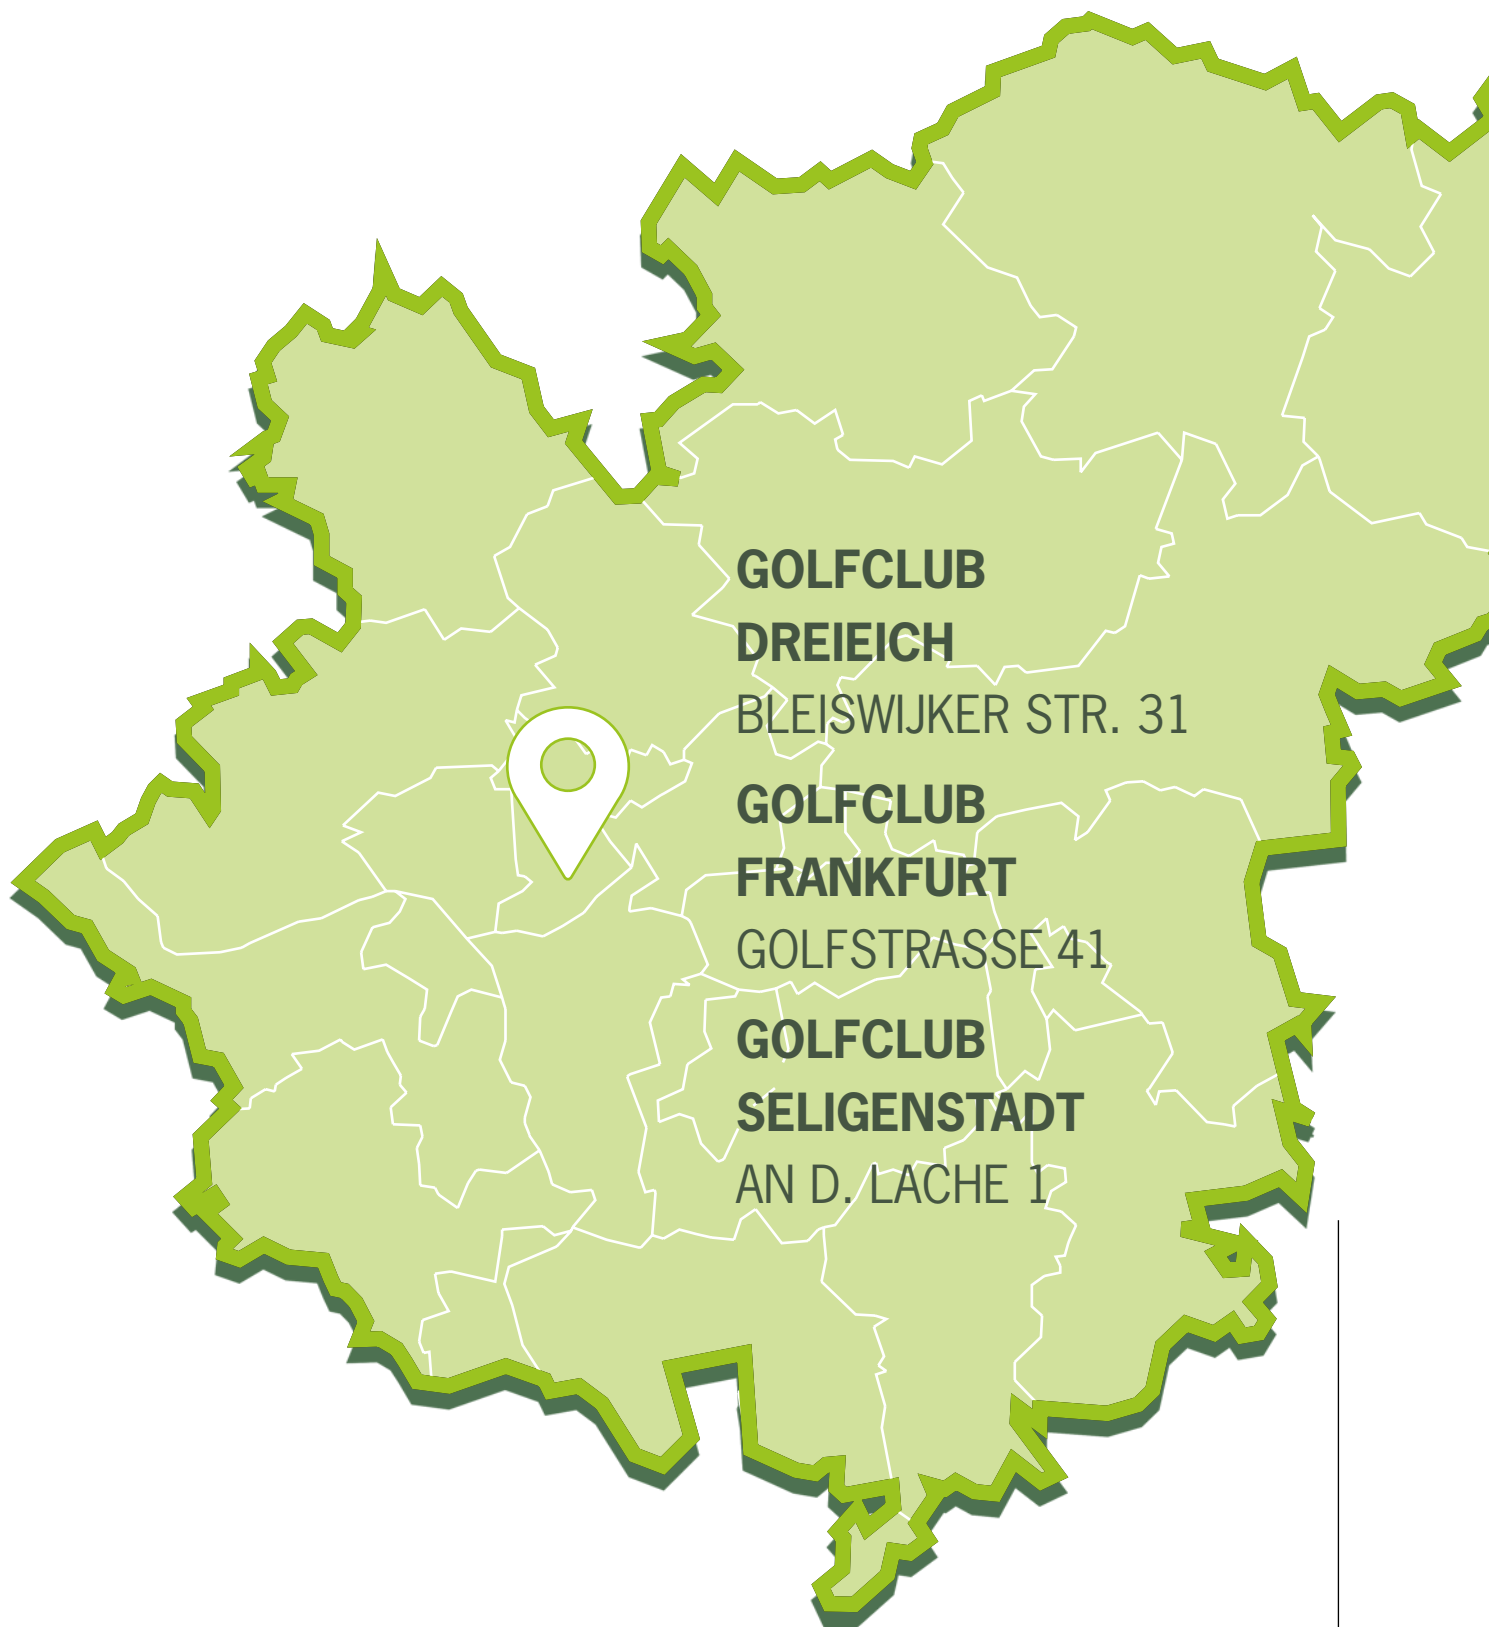 GOLFCLUB
DREIEICH
BLEISWIJKER STR. 31
GOLFCLUB
FRANKFURT
GOLFSTRASSE 41
GOLFCLUB
SELIGENSTADT
AN D. LACHE 1